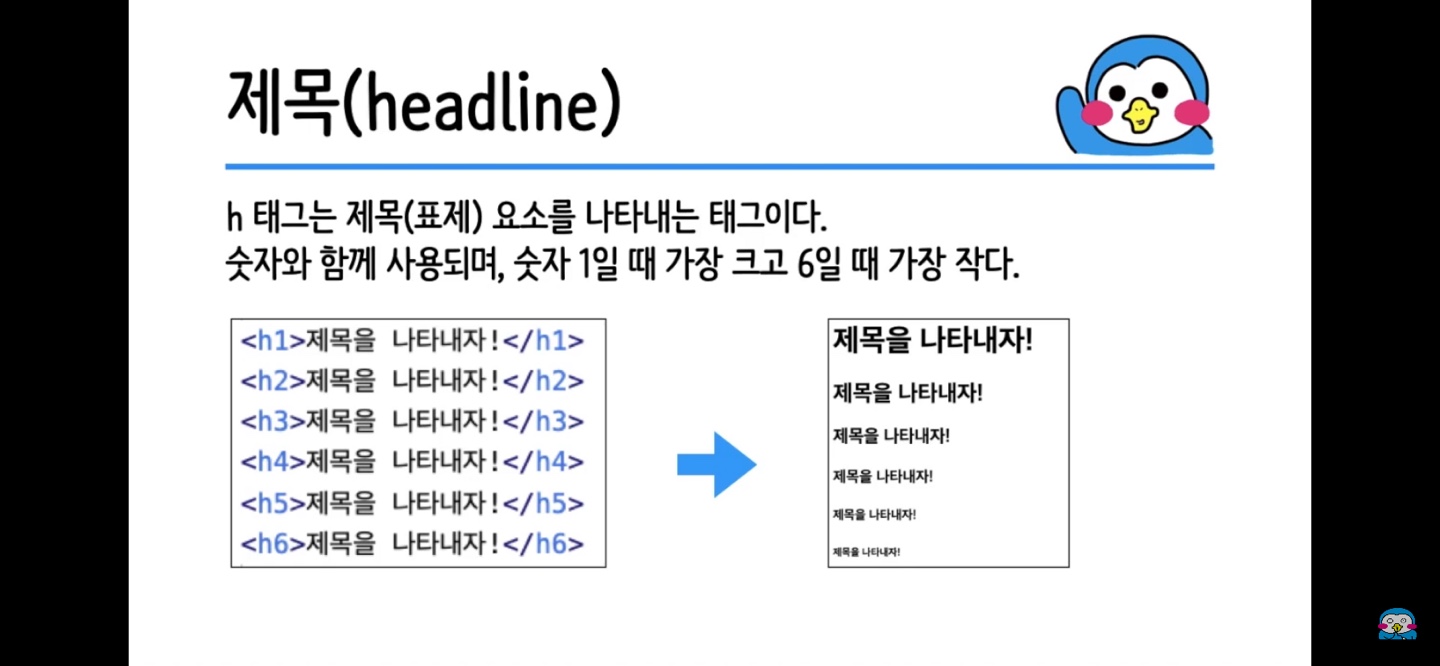 제목(headline)
h 태그는 제목(표제) 요소를 나타내는 태그이다.
숫자와 함께 사용되며, 숫자 1일 때 가장 크고 6일 때 가장 작다.
<h1>제목을 나타내자!</h1>
<h2>제목을 나타내자!</h2>
<h3>제목을 나타내자!</h3>
<h4>제목을 나타내자!</h4>
<h5>제목을 나타내자!</h5>
<h6>제목을 나타내자!</h6>
제목을 나타내자!
제목을 나타내자!
제목을 나타내자!
제목을 나타내자!
제목을 나타내자!
제목을 나타내자!